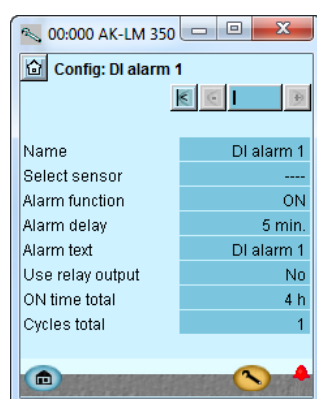 00:000 AK-LM 350
Config: DI alarm 1
Name DI alarm 1
Select sensor ----
Alarm function ON
Alarm delay 5 min.
Alarm text DI alarm 1
Use relay output No
ON time total 4 h
Cycles total 1